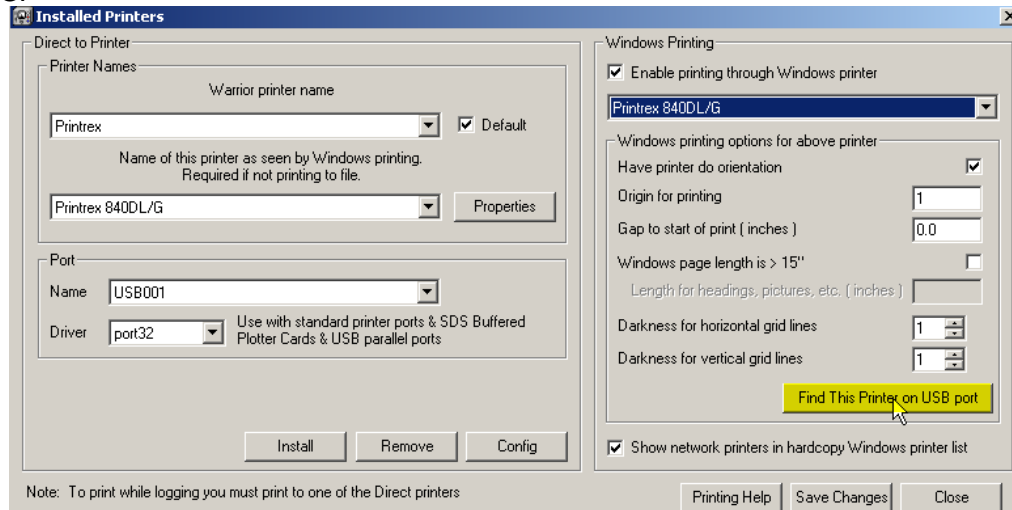 Installed Printers
Direct to Printer
Printer Names
Warrior printer name
Printrex
Default
Name of this printer as seen by Windows printing.
Required if not printing to file.
Printrex 840DL/G
Properties
Port
Name
USB001
Driver
port32
Use with standard printer ports & SDS Buffered
Plotter Cards & USB parallel ports
Install
Remove
Config
Note: To print while logging you must print to one of the Direct printers
Windows Printing
Enable printing through Windows printer
Printrex 840DL/G
Windows printing options for above printer
Have printer do orientation
Origin for printing
1
Gap to start of print ( inches )
0.0
Windows page length is > 15"
Length for headings, pictures, etc. ( inches )
Darkness for horizontal grid lines
1
Darkness for vertical grid lines
1
Find This Printer on USB port
Show network printers in hardcopy Windows printer list
Printing Help
Save Changes
Close